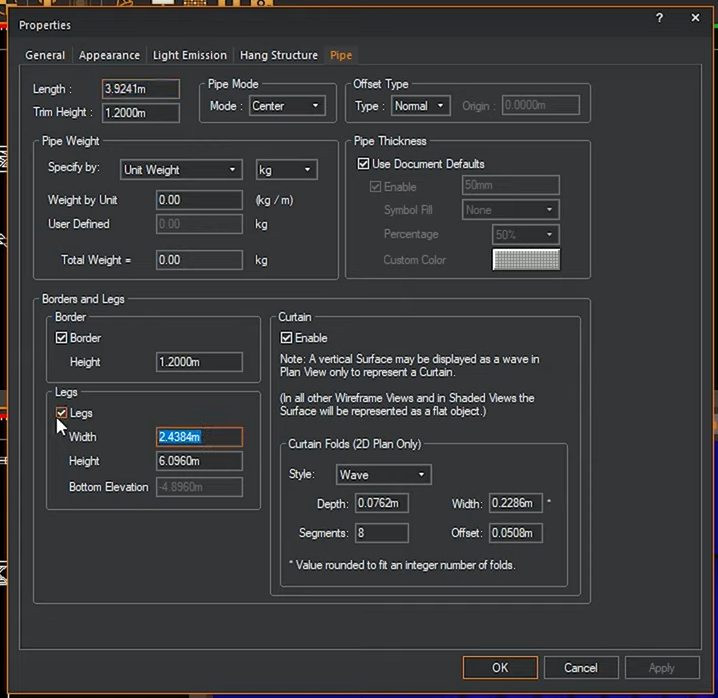 Properties
? ×
General Appearance Light Emission Hang Structure Pipe
Length : 3.9241m
Trim Height : 1.2000m
Pipe Mode
Mode : Center
Offset Type
Type : Normal Origin : 0.0000m
Pipe Weight
Specify by: Unit Weight kg
Weight by Unit 0.00 (kg / m)
User Defined 0.00 kg
Total Weight = 0.00 kg
Pipe Thickness
Use Document Defaults
Enable 50mm
Symbol Fill None
Percentage 50%
Custom Color
Borders and Legs
Border
Border
Height 1.2000m
Legs
Legs
Width 2.4384m
Height 6.0960m
Bottom Elevation -4.8960m
Curtain
Enable
Note: A vertical Surface may be displayed as a wave in
Plan View only to represent a Curtain.
(In all other Wireframe Views and in Shaded Views the
Surface will be represented as a flat object.)
Curtain Folds (2D Plan Only)
Style: Wave
Depth: 0.0762m Width: 0.2286m *
Segments: 8 Offset: 0.0508m
* Value rounded to fit an integer number of folds.
OK Cancel Apply